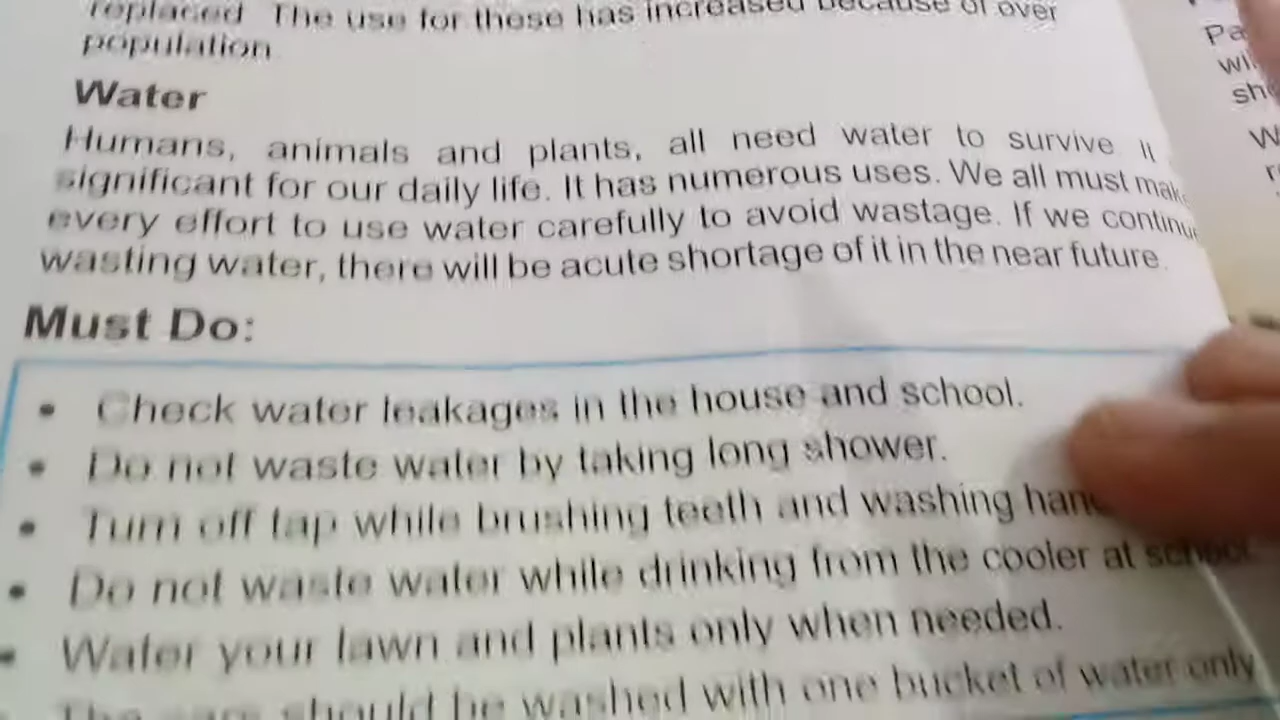 replaced The use for these has increased because of over
population
Water
Humans, animals and plants, all need water to survive. It
significant for our daily life. It has numerous uses. We all must make
every effort to use water carefully to avoid wastage. If we continue
wasting water, there will be acute shortage of it in the near future.
Must Do:
• Check water leakages in the house and school.
• Do not waste water by taking long shower.
• Turn off tap while brushing teeth and washing
• Do not waste water while drinking from the cooler at school
• Water your lawn and plants only when needed.
The cars should be washed with one bucket of water only